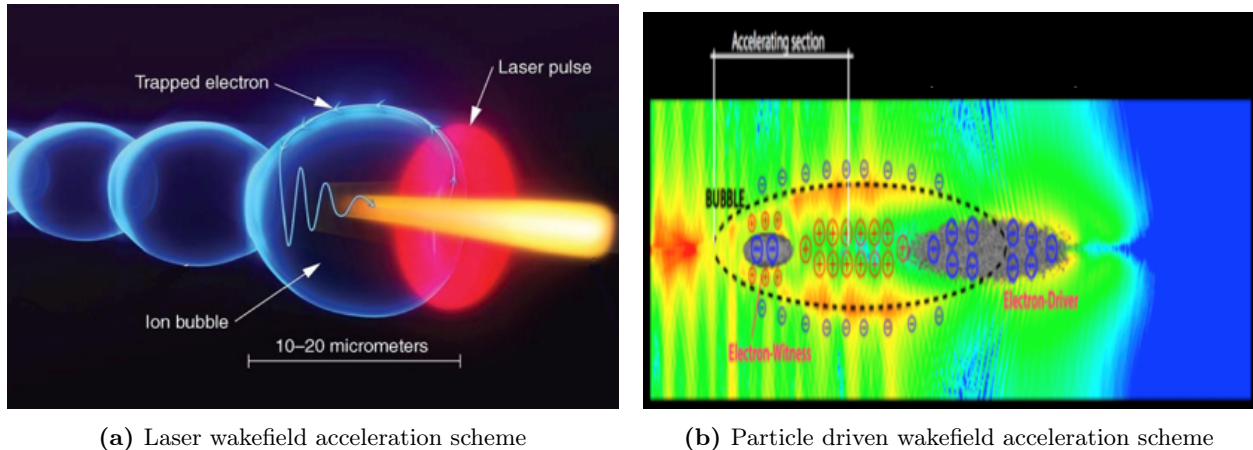 Trapped electron
Laser pulse
Ion bubble
10–20 micrometers
(a) Laser wakefield acceleration scheme
Accelerating section
BUBBLE
Electron-Witness
Electron-Driver
(b) Particle driven wakefield acceleration scheme